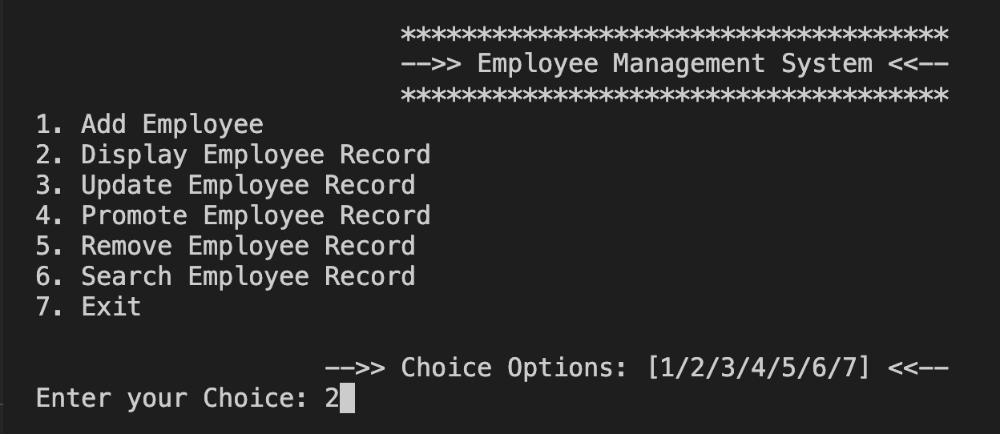 ************************************
-->> Employee Management System <<--
************************************
1. Add Employee
2. Display Employee Record
3. Update Employee Record
4. Promote Employee Record
5. Remove Employee Record
6. Search Employee Record
7. Exit
-->> Choice Options: [1/2/3/4/5/6/7] <<--
Enter your Choice: 2